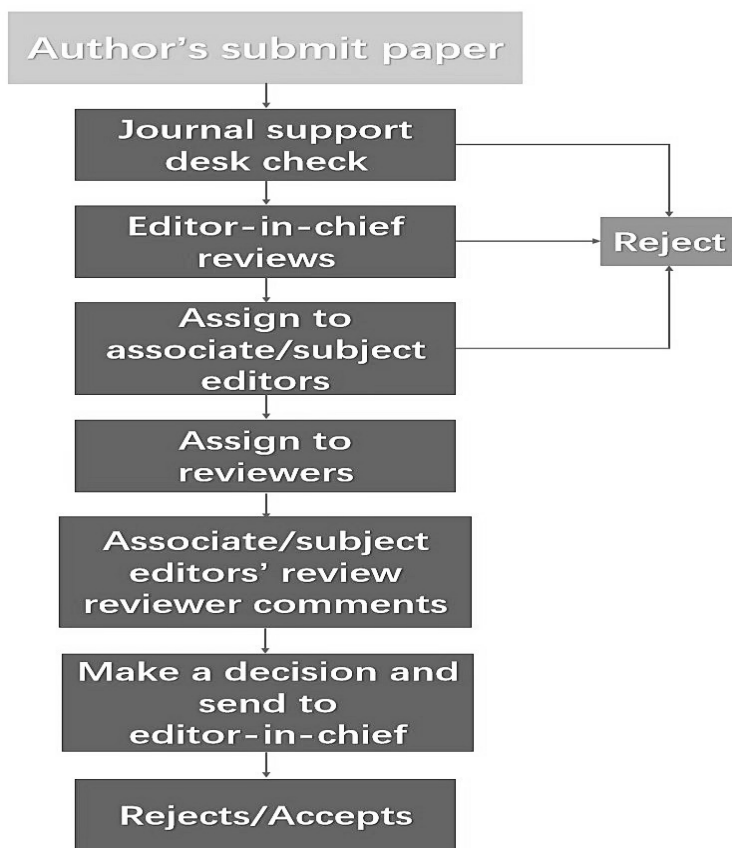 Author's submit paper
Journal support
desk check
Editor-in-chief
reviews
Reject
Assign to
associate/subject
editors
Assign to
reviewers
Associate/subject
editors' review
reviewer comments
Make a decision and
send to
editor-in-chief
Rejects/Accepts